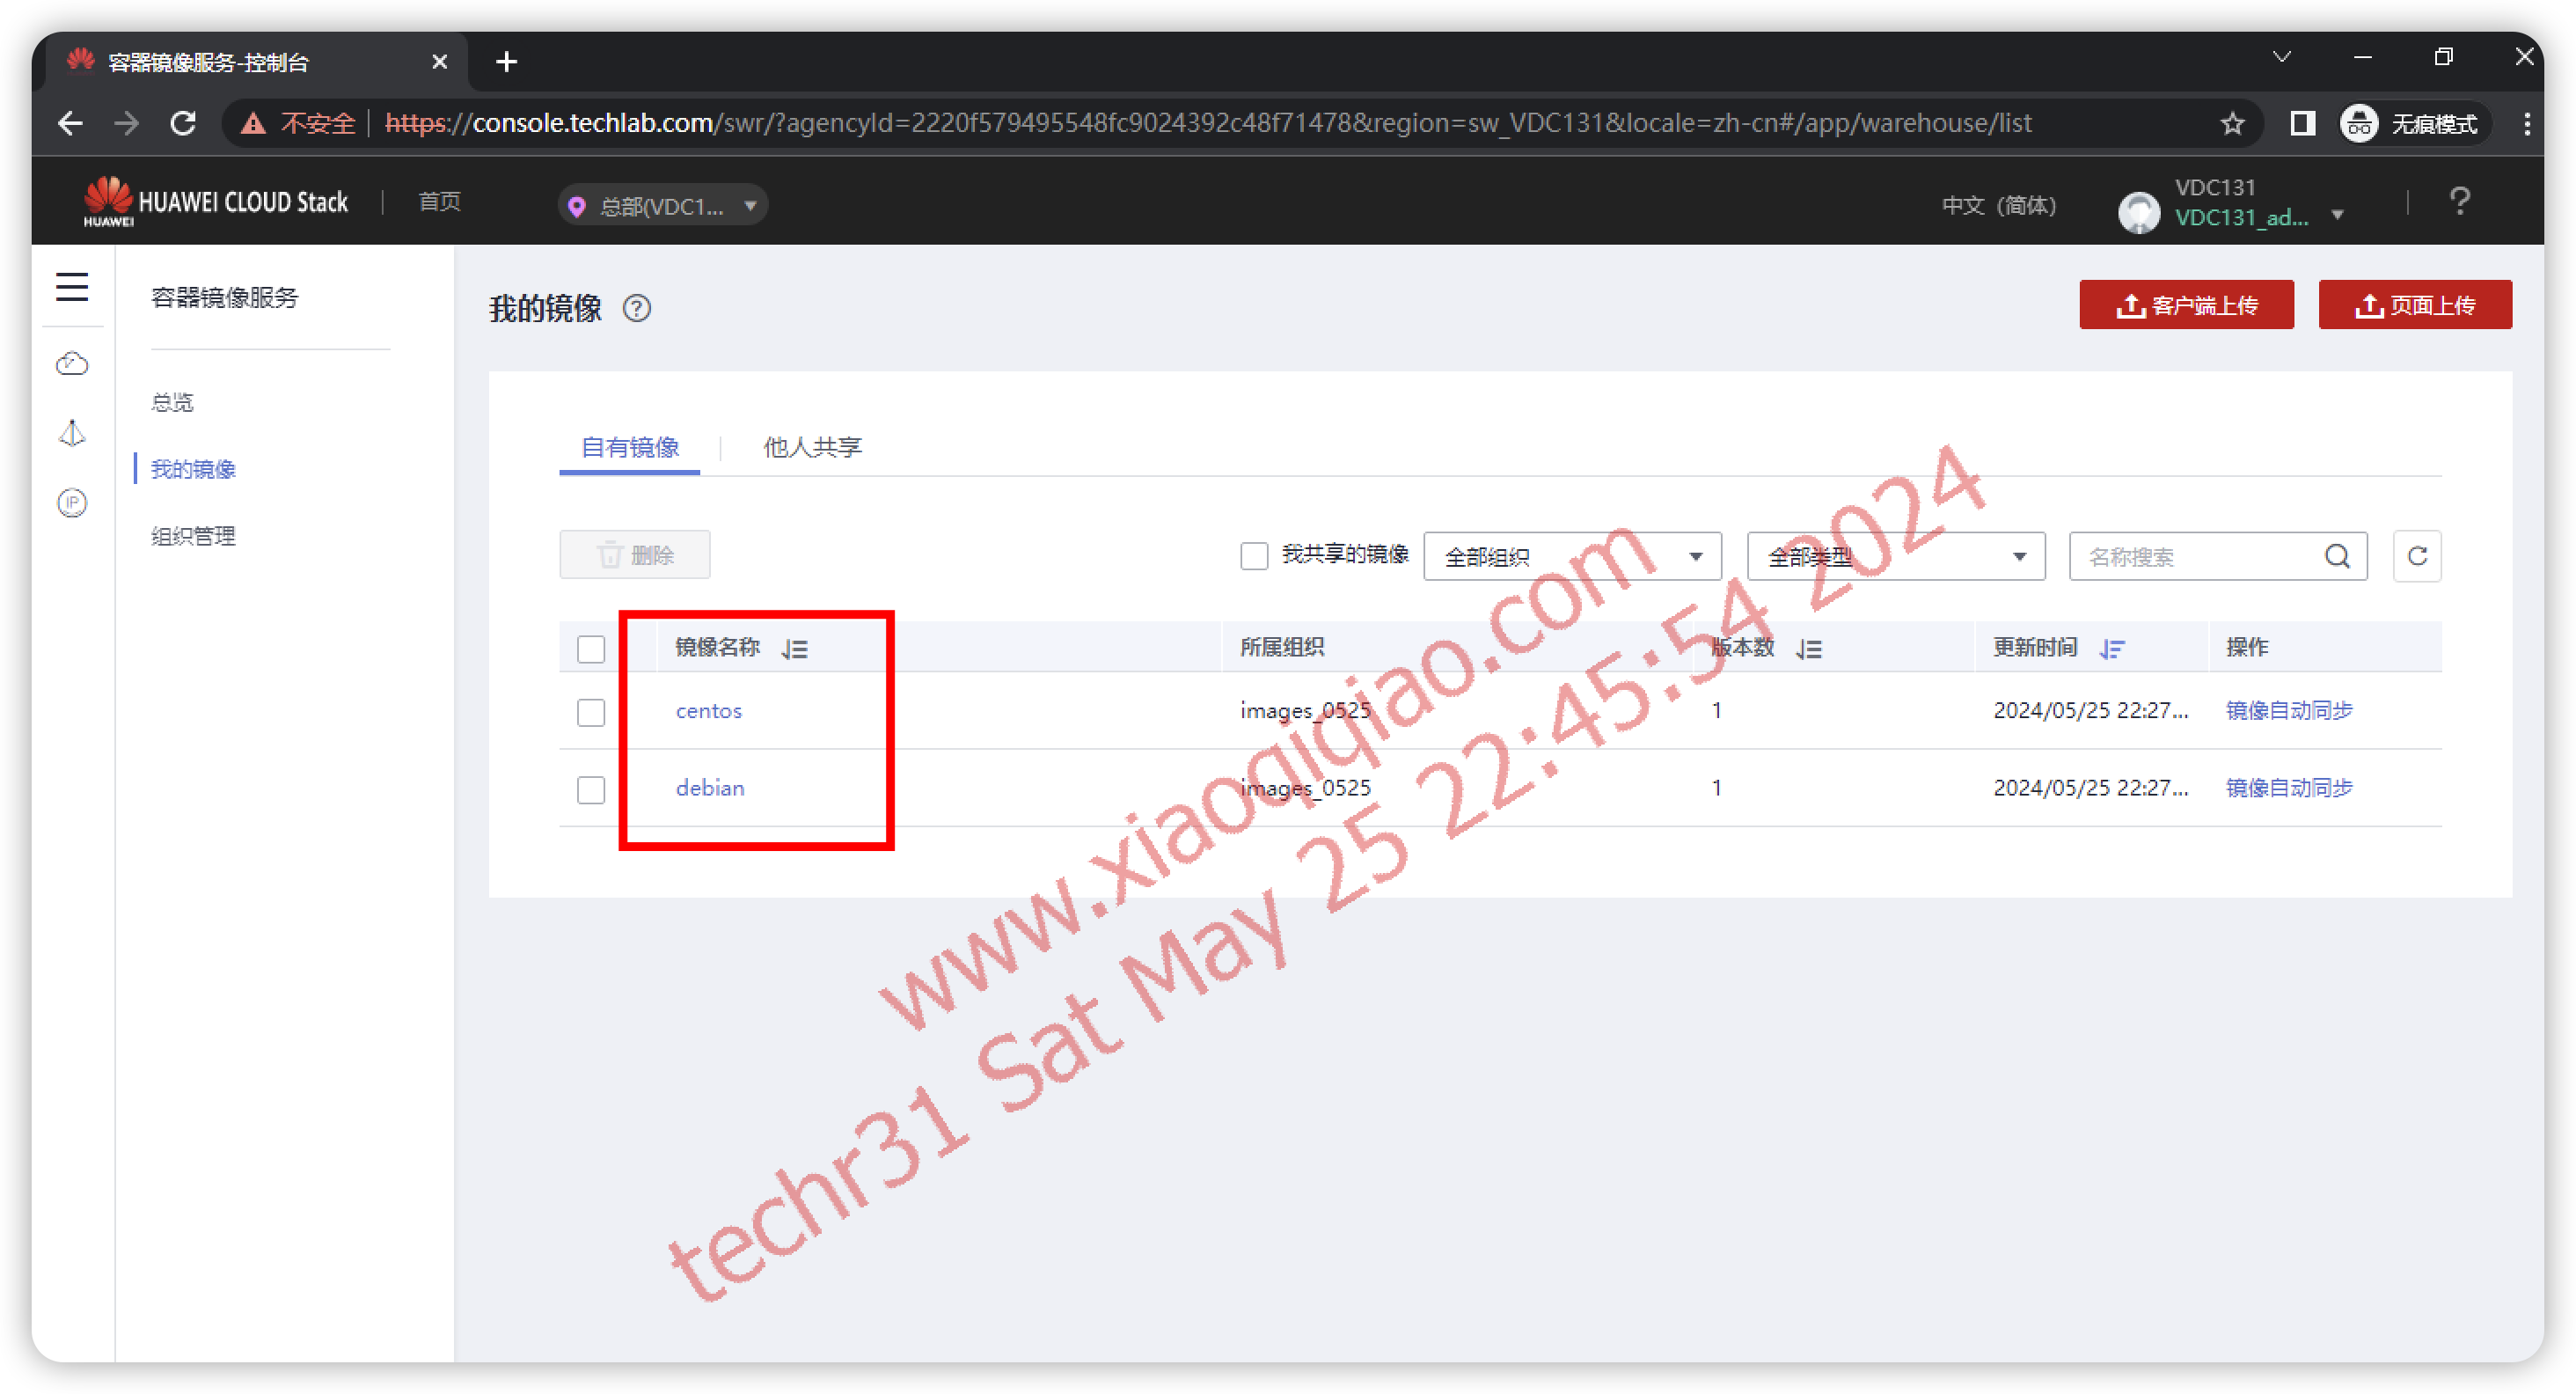 容器镜像服务-控制台
不安全 https://console.techlab.com/swr/?agencyId=2220f579495548fc9024392c48f71478&region=sw_VDC131&locale=zh-cn#/app/warehouse/list 无痕模式
HUAWEI HUAWEI CLOUD Stack 首页 总部(VDC1... 中文（简体） VDC131
VDC131_ad... ?
容器镜像服务
总览
我的镜像
组织管理
我的镜像 ?
客户端上传 页面上传
自有镜像 他人共享
删除 我共享的镜像 全部组织 全部类型 名称搜索
镜像名称 所属组织 版本数 更新时间 操作
centos images_0525 1 2024/05/25 22:27... 镜像自动同步
debian images_0525 1 2024/05/25 22:27... 镜像自动同步
IP
www.xiaoqiqiao.com
techr31 Sat May 25 22:45:54 2024